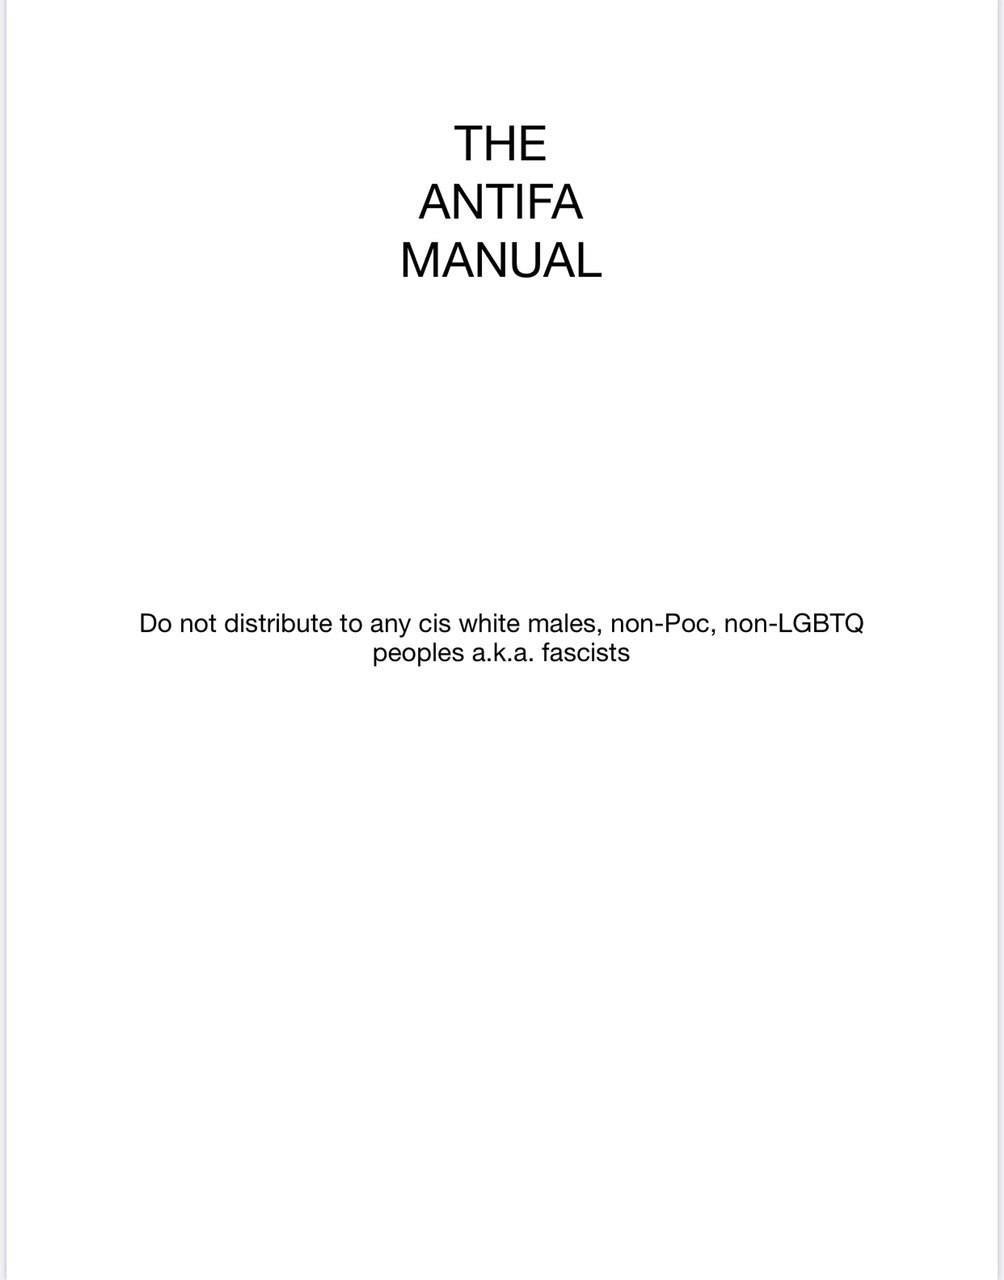 THE
ANTIFA
MANUAL
Do not distribute to any cis white males, non-Poc, non-LGBTQ
peoples a.k.a. fascists